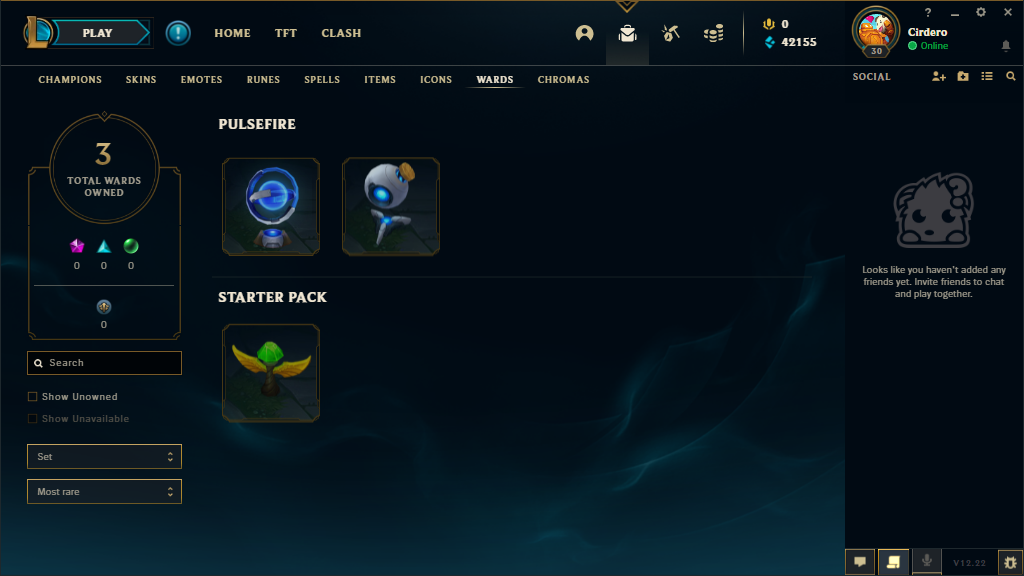 PLAY
HOME
TFT
CLASH
0
42155
30
?
Cirdero
Online
CHAMPIONS
SKINS
EMOTES
RUNES
SPELLS
ITEMS
ICONS
WARDS
CHROMAS
SOCIAL
3
TOTAL WARDS
OWNED
0 0 0
0
Search
Show Unowned
Show Unavailable
Set
Most rare
PULSEFIRE
STARTER PACK
Looks like you haven't added any
friends yet. Invite friends to chat
and play together.
V12.22